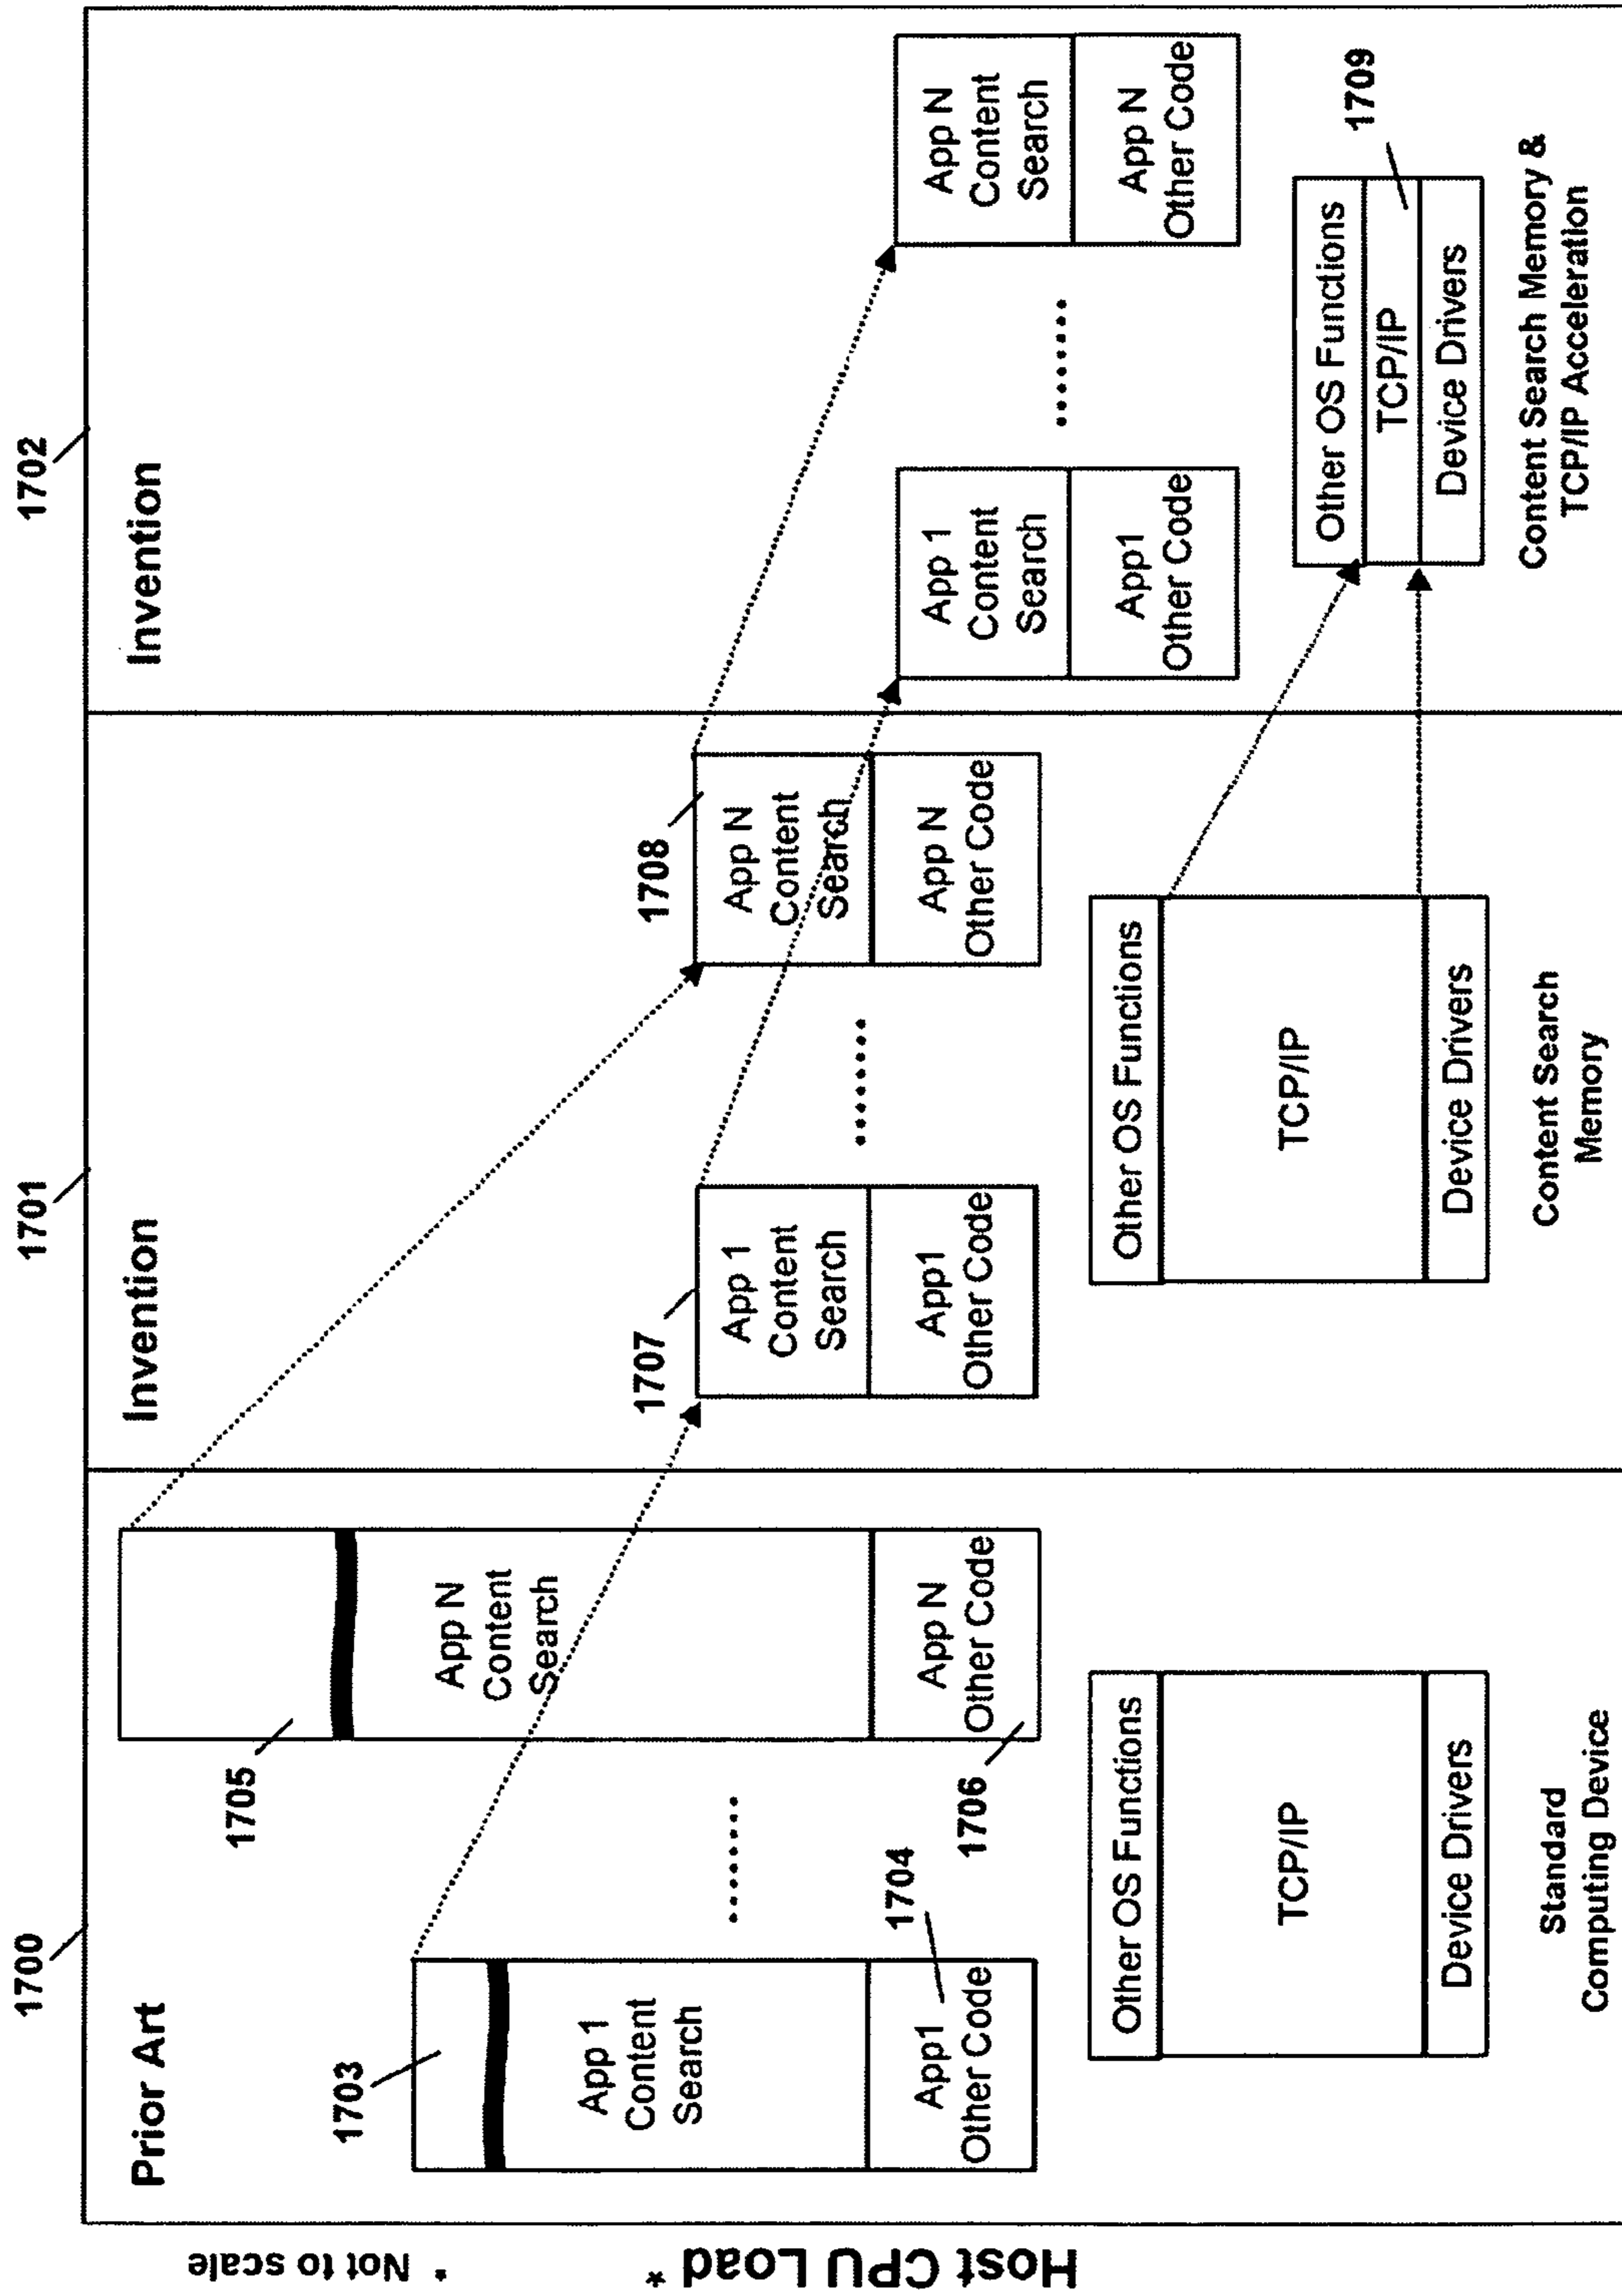 1700
1701
1702
Prior Art
Invention
Invention
Host CPU Load *
* Not to scale
1703
App 1
Content
Search
App1
Other Code
1704
........
1705
App N
Content
Search
App N
Other Code
1706
Other OS Functions
TCP/IP
Device Drivers
Standard
Computing Device
1707
App 1
Content
Search
App1
Other Code
........
1708
App N
Content
Search
App N
Other Code
Other OS Functions
TCP/IP
Device Drivers
Content Search
Memory
App 1
Content
Search
App1
Other Code
........
App N
Content
Search
App N
Other Code
Other OS Functions
TCP/IP
Device Drivers
1709
Content Search Memory &
TCP/IP Acceleration